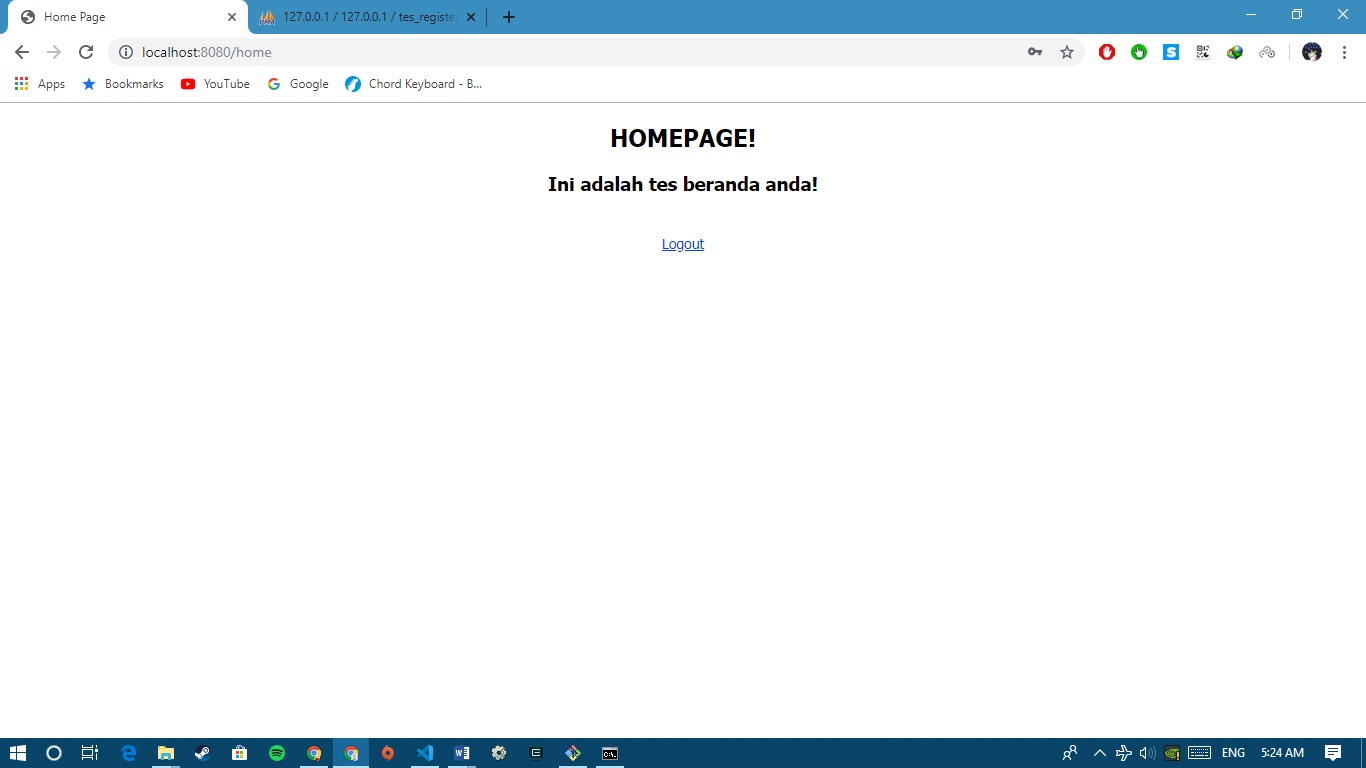 Home Page
127.0.0.1 / 127.0.0.1 / tes_register
localhost:8080/home
Apps
Bookmarks
YouTube
Google
Chord Keyboard - B...
HOMEPAGE!
Ini adalah tes beranda anda!
Logout
ENG
5:24 AM